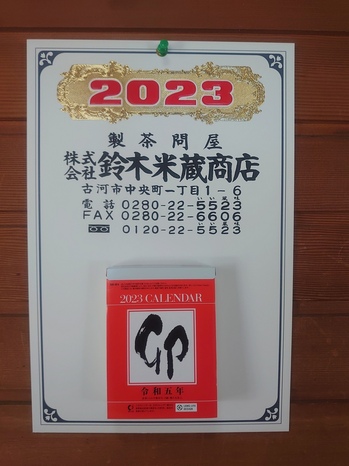 2023
製茶問屋
株式会社 鈴木米蔵商店
古河市中央町一丁目1-6
電話 0280-22-5523
FAX 0280-22-6606
0120-22-5523
2023 CALENDAR
卯
令和五年